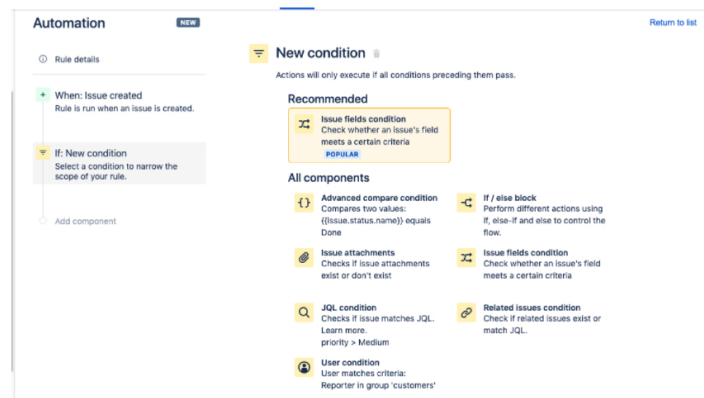 Automation NEW
Return to list
Rule details
When: Issue created
Rule is run when an issue is created.
If: New condition
Select a condition to narrow the
scope of your rule.
Add component
New condition
Actions will only execute if all conditions preceding them pass.
Recommended
Issue fields condition
Check whether an issue's field
meets a certain criteria
POPULAR
All components
Advanced compare condition
Compares two values:
{{issue.status.name}} equals
Done
If / else block
Perform different actions using
if, else-if and else to control the
flow.
Issue attachments
Checks if issue attachments
exist or don't exist
Issue fields condition
Check whether an issue's field
meets a certain criteria
JQL condition
Checks if issue matches JQL.
Learn more.
priority > Medium
Related issues condition
Check if related issues exist or
match JQL.
User condition
User matches criteria:
Reporter in group 'customers'